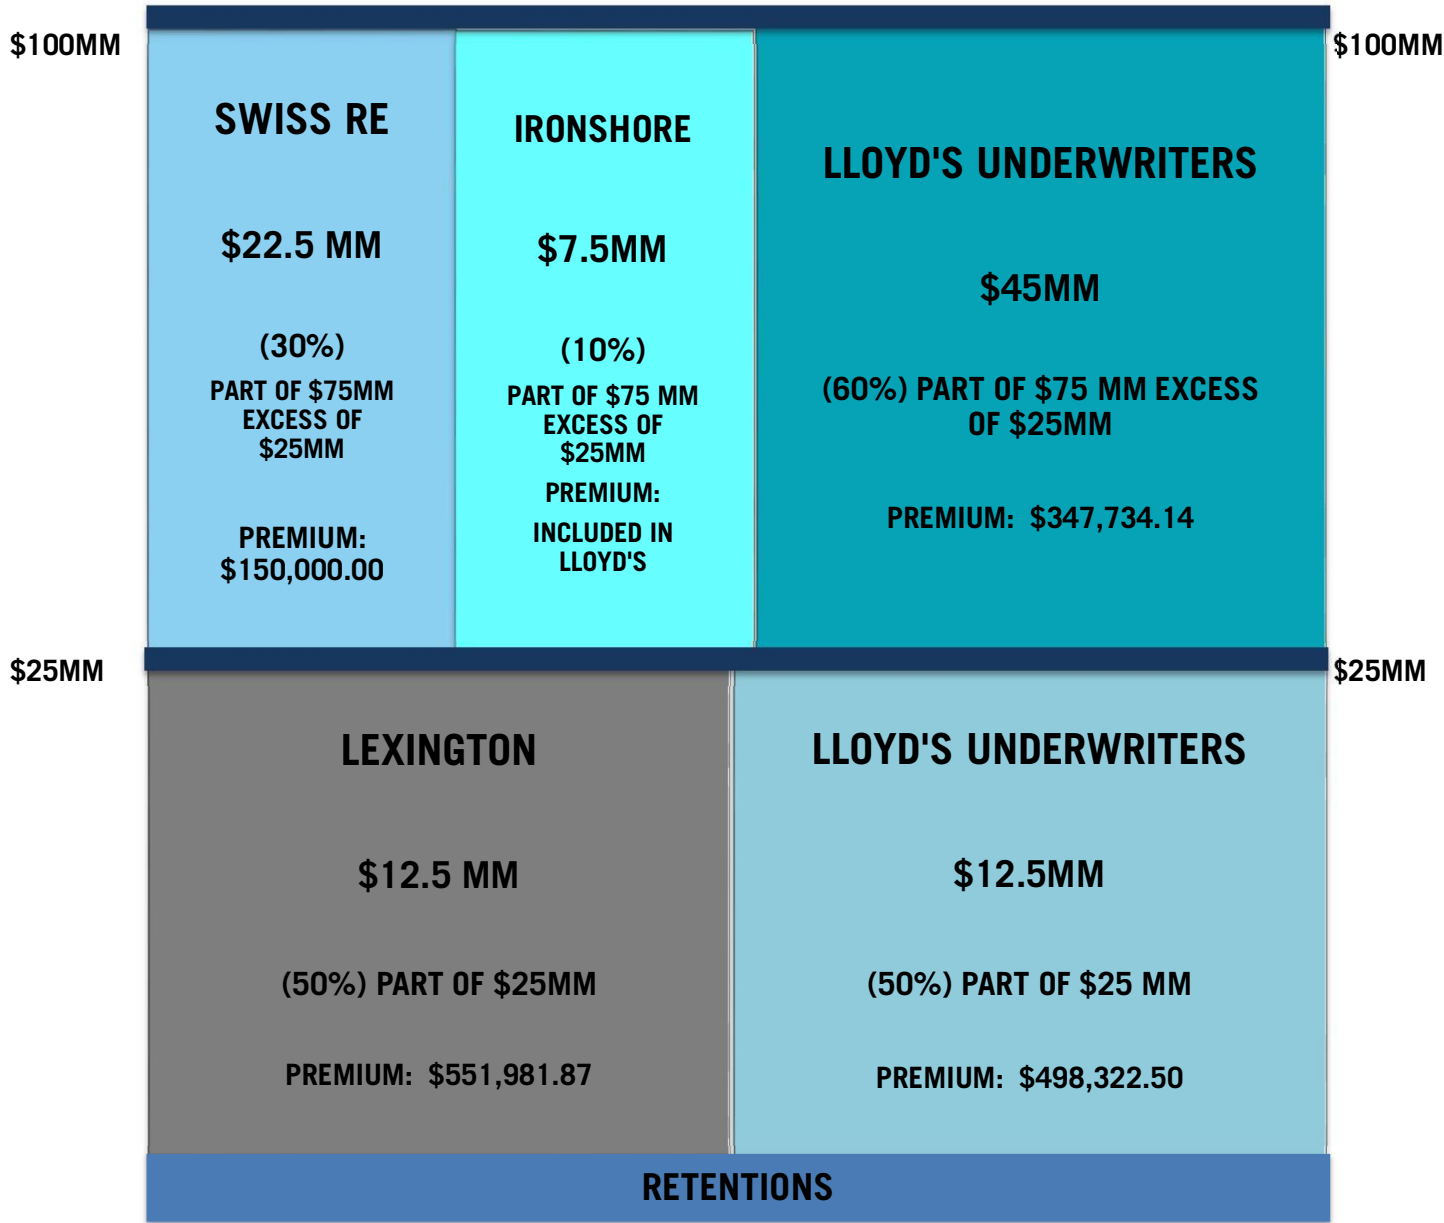 $100MM
$100MM
SWISS RE
$22.5 MM
(30%)
PART OF $75MM
EXCESS OF
$25MM
PREMIUM:
$150,000.00
IRONSHORE
$7.5MM
(10%)
PART OF $75 MM
EXCESS OF
$25MM
PREMIUM:
INCLUDED IN
LLOYD'S
LLOYD'S UNDERWRITERS
$45MM
(60%) PART OF $75 MM EXCESS
OF $25MM
PREMIUM:  $347,734.14
$25MM
$25MM
LEXINGTON
$12.5 MM
(50%) PART OF $25MM
PREMIUM:  $551,981.87
LLOYD'S UNDERWRITERS
$12.5MM
(50%) PART OF $25 MM
PREMIUM:  $498,322.50
RETENTIONS